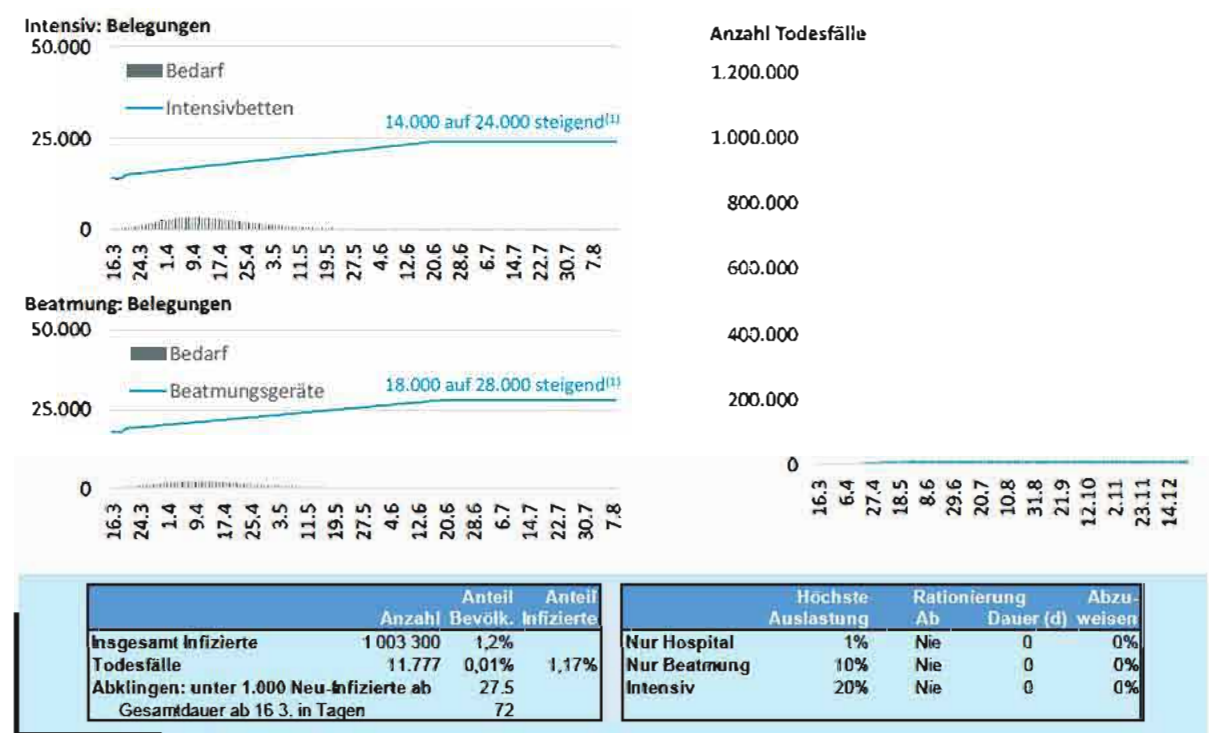 Intensiv: Belegungen
50.000
Bedarf
Intensivbetten
14.000 auf 24.000 steigend(1)
25.000
0
16.3 24.3 1.4 9.4 17.4 25.4 3.5 11.5 19.5 27.5 4.6 12.6 20.6 28.6 6.7 14.7 22.7 30.7 7.8
Beatmung: Belegungen
50.000
Bedarf
Beatmungsgeräte
18.000 auf 28.000 steigend(1)
25.000
0
16.3 24.3 1.4 9.4 17.4 25.4 3.5 11.5 19.5 27.5 4.6 12.6 20.6 28.6 6.7 14.7 22.7 30.7 7.8
Anzahl Todesfälle
1.200.000
1.000.000
800.000
600.000
400.000
200.000
0
16.3 6.4 27.4 18.5 8.6 29.6 20.7 10.8 31.8 21.9 12.10 2.11 23.11 14.12
Anteil Anteil
Anzahl Bevölk. Infizierte
Insgesamt Infizierte 1 003 300 1,2%
Todesfälle 11.777 0,01% 1,17%
Abklingen: unter 1.000 Neu-Infizierte ab 27.5
Gesamtdauer ab 16 3. in Tagen 72
Höchste Rationierung Abzu-
Auslastung Ab Dauer (d) weisen
Nur Hospital 1% Nie 0 0%
Nur Beatmung 10% Nie 0 0%
Intensiv 20% Nie 0 0%